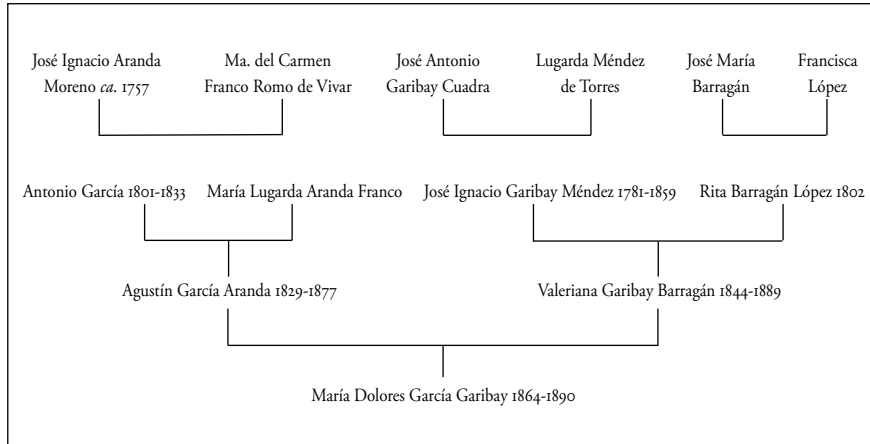 José Ignacio Aranda
Moreno ca. 1757
Ma. del Carmen
Franco Romo de Vivar
José Antonio
Garibay Cuadra
Lugarda Méndez
de Torres
José María
Barragán
Francisca
López
Antonio García 1801-1833
María Lugarda Aranda Franco
José Ignacio Garibay Méndez 1781-1859
Rita Barragán López 1802
Agustín García Aranda 1829-1877
Valeriana Garibay Barragán 1844-1889
María Dolores García Garibay 1864-1890